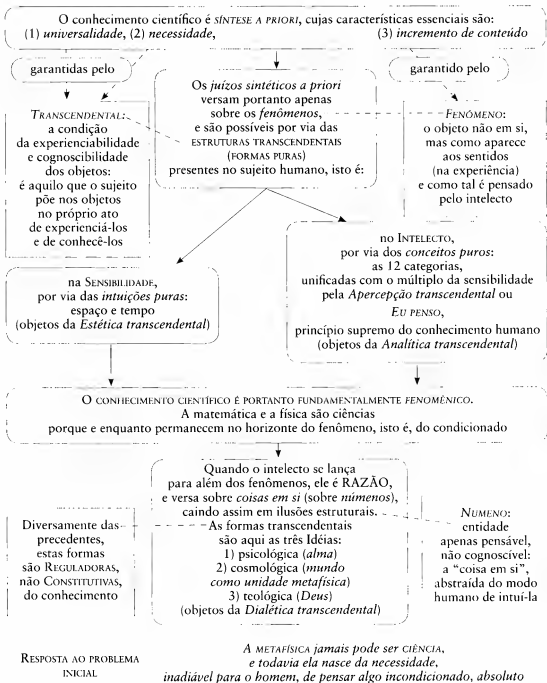 O conhecimento científico é SÍNTESE A PRIORI, cujas características essenciais são:
(1) universalidade, (2) necessidade, (3) incremento de conteúdo
garantidas pelo
garantido pelo
TRANSCENDENTAL:
a condição
da experienciabilidade
e cognoscibilidade
dos objetos:
é aquilo que o sujeito
põe nos objetos
no próprio ato
de experienciá-los
e de conhecê-los
Os juízos sintéticos a priori
versam portanto apenas
sobre os fenômenos,
e são possíveis por via das
ESTRUTURAS TRANSCENDENTAIS
(FORMAS PURAS)
presentes no sujeito humano, isto é:
FENÔMENO:
o objeto não em si,
mas como aparece
aos sentidos
(na experiência)
e como tal é pensado
pelo intelecto
na SENSIBILIDADE,
por via das intuições puras:
espaço e tempo
(objetos da Estética transcendental)
no INTELECTO,
por via dos conceitos puros:
as 12 categorias,
unificadas com o múltiplo da sensibilidade
pela Apercepção transcendental ou
EU PENSO,
princípio supremo do conhecimento humano
(objetos da Analítica transcendental)
O CONHECIMENTO CIENTÍFICO É PORTANTO FUNDAMENTALMENTE FENOMÊNICO.
A matemática e a física são ciências
porque e enquanto permanecem no horizonte do fenômeno, isto é, do condicionado
Quando o intelecto se lança
para além dos fenômenos, ele é RAZÃO,
e versa sobre coisas em si (sobre númenos),
caindo assim em ilusões estruturais.
As formas transcendentais
são aqui as três Idéias:
1) psicológica (alma)
2) cosmológica (mundo
como unidade metafísica)
3) teológica (Deus)
(objetos da Dialética transcendental)
Diversamente das
precedentes,
estas formas
são REGULADORAS,
não CONSTITUTIVAS,
do conhecimento
NUMENO:
entidade
apenas pensável,
não cognoscível:
a “coisa em si”,
abstraída do modo
humano de intuí-la
RESPOSTA AO PROBLEMA
INICIAL
A METAFÍSICA jamais pode ser CIÊNCIA,
e todavia ela nasce da necessidade,
inadiável para o homem, de pensar algo incondicionado, absoluto